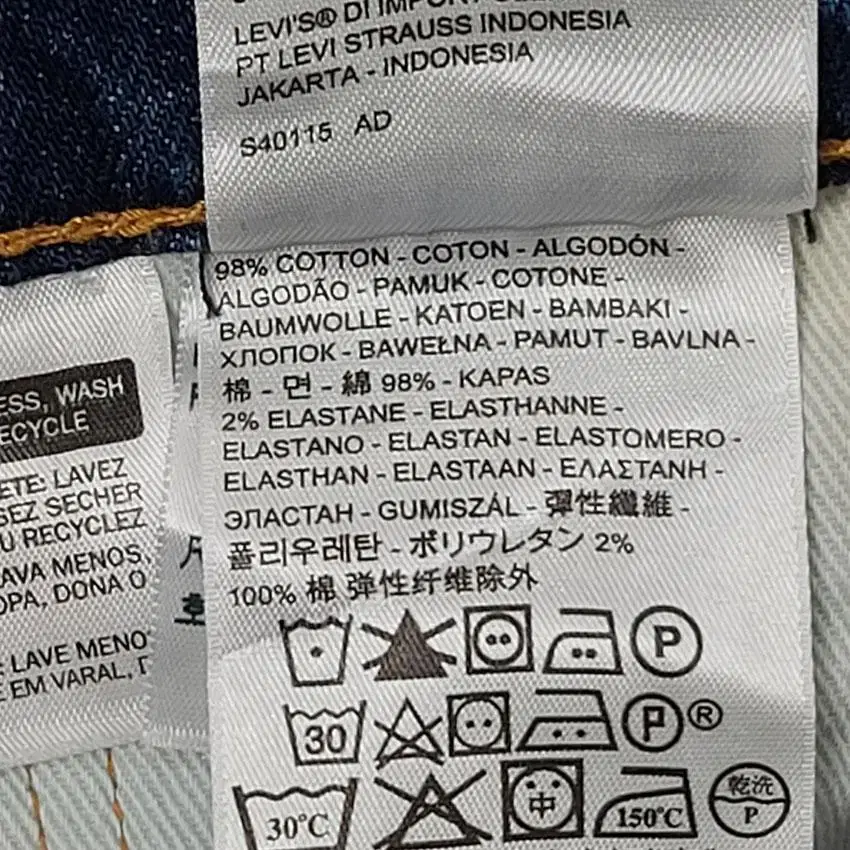 LEVI'S® DI IMPOR
PT LEVI STRAUSS INDONESIA
JAKARTA - INDONESIA
S40115 AD
98% COTTON - COTON - ALGODÓN -
ALGODÃO - PAMUK - COTONE -
BAUMWOLLE - KATOEN - BAMBAKI -
ХЛОПОК - BAWEŁNA - PAMUT - BAVLNA -
棉 - 면 - 綿 98% - KAPAS
2% ELASTANE - ELASTHANNE -
ELASTANO - ELASTAN - ELASTOMERO -
ELASTHAN - ELASTAAN - ΕΛΑΣΤΑΝΗ -
ЭЛАСТАН - GUMISZÁL - 彈性纖維 -
폴리우레탄 - ポリウレタン 2%
100% 棉 弹性纤维除外
P
30 P®
30°C 中 150°C 乾洗 P
ESS, WASH
ECYCLE
ETE: LAVEZ
SEZ SECHER
U RECYCLEZ
AVA MENOS,
OPA, DONA O
: LAVE MENO
E EM VARAL, D